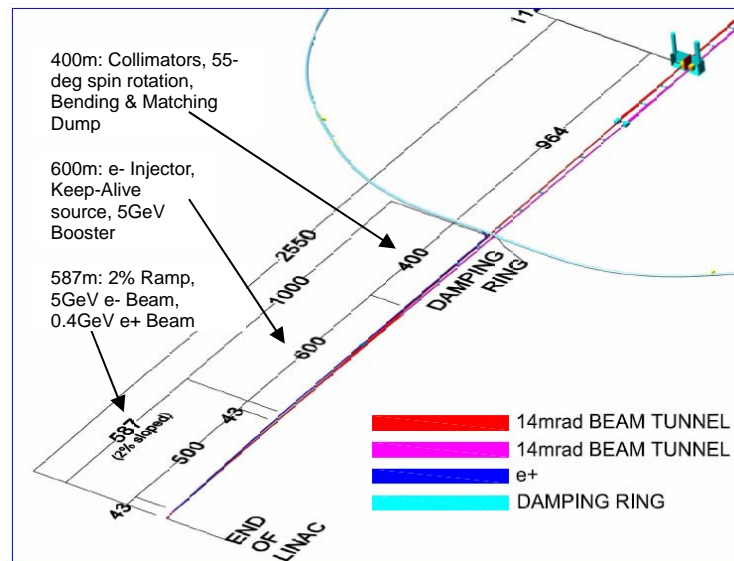 400m: Collimators, 55-
deg spin rotation,
Bending & Matching
Dump
600m: e- Injector,
Keep-Alive
source, 5GeV
Booster
587m: 2% Ramp,
5GeV e- Beam,
0.4GeV e+ Beam
964
2550
1000
400
600
587
(2% sloped)
500
43
43
DAMPING
RING
END
OF
LINAC
14mrad BEAM TUNNEL
14mrad BEAM TUNNEL
e+
DAMPING RING